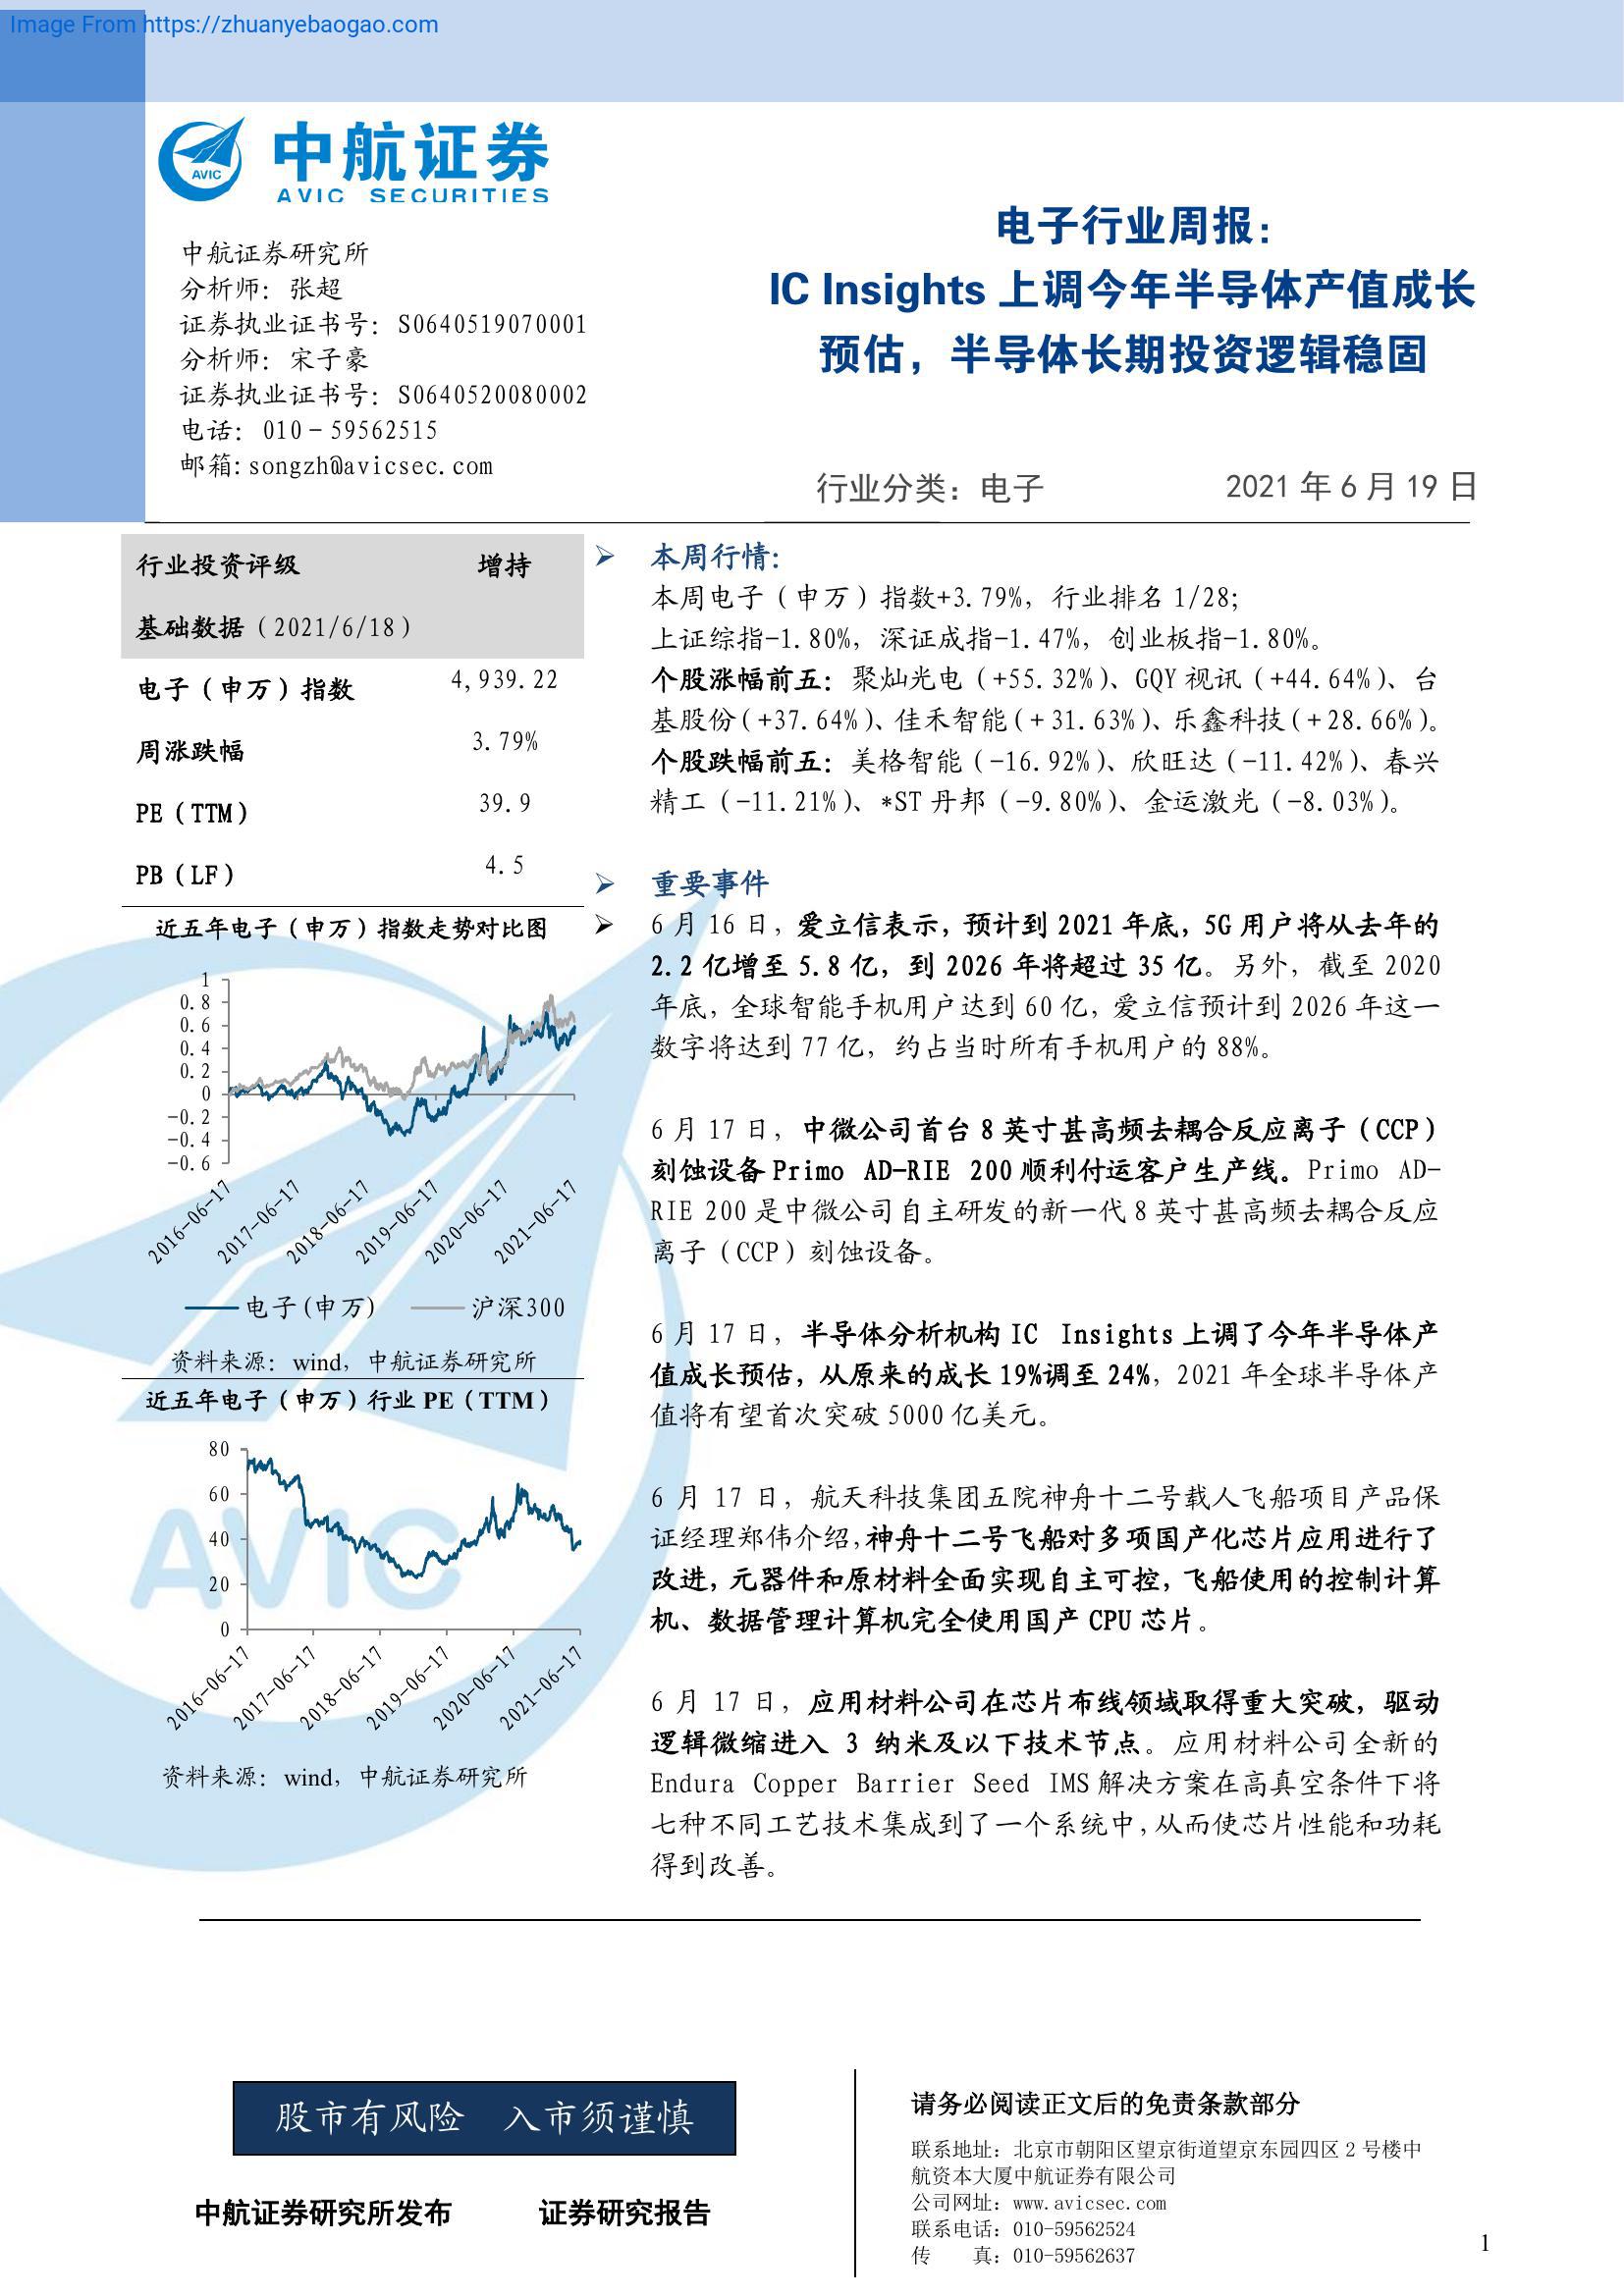 Image From https://zhuanyebaogao.com
AVIC
中航证券
AVIC SECURITIES
中航证券研究所
分析师：张超
证券执业证书号：S0640519070001
分析师：宋子豪
证券执业证书号：S0640520080002
电话：010－59562515
邮箱:songzh@avicsec.com
电子行业周报：
IC Insights 上调今年半导体产值成长
预估，半导体长期投资逻辑稳固
行业分类：电子 2021 年 6 月 19 日
行业投资评级 增持
基础数据（2021/6/18）
电子（申万）指数 4,939.22
周涨跌幅 3.79%
PE（TTM） 39.9
PB（LF） 4.5
近五年电子（申万）指数走势对比图
1
0.8
0.6
0.4
0.2
0
-0.2
-0.4
-0.6
2016-06-17
2017-06-17
2018-06-17
2019-06-17
2020-06-17
2021-06-17
电子(申万) 沪深300
资料来源：wind，中航证券研究所
近五年电子（申万）行业 PE（TTM）
80
60
40
20
0
2016-06-17
2017-06-17
2018-06-17
2019-06-17
2020-06-17
2021-06-17
AVIC
资料来源：wind，中航证券研究所
➢ 本周行情：
本周电子（申万）指数+3.79%，行业排名 1/28;
上证综指-1.80%，深证成指-1.47%，创业板指-1.80%。
个股涨幅前五：聚灿光电（+55.32%）、GQY 视讯（+44.64%）、台
基股份(+37.64%)、佳禾智能(+31.63%)、乐鑫科技(+28.66%)。
个股跌幅前五：美格智能（-16.92%）、欣旺达（-11.42%）、春兴
精工（-11.21%）、*ST 丹邦（-9.80%）、金运激光（-8.03%）。
➢ 重要事件
➢ 6 月 16 日，爱立信表示，预计到 2021 年底，5G 用户将从去年的
2.2 亿增至 5.8 亿，到 2026 年将超过 35 亿。另外，截至 2020
年底，全球智能手机用户达到 60 亿，爱立信预计到 2026 年这一
数字将达到 77 亿，约占当时所有手机用户的 88%。
6 月 17 日，中微公司首台 8 英寸甚高频去耦合反应离子（CCP）
刻蚀设备 Primo AD-RIE 200 顺利付运客户生产线。Primo AD-
RIE 200 是中微公司自主研发的新一代 8 英寸甚高频去耦合反应
离子（CCP）刻蚀设备。
6 月 17 日，半导体分析机构 IC Insights 上调了今年半导体产
值成长预估，从原来的成长 19%调至 24%，2021 年全球半导体产
值将有望首次突破 5000 亿美元。
6 月 17 日，航天科技集团五院神舟十二号载人飞船项目产品保
证经理郑伟介绍,神舟十二号飞船对多项国产化芯片应用进行了
改进，元器件和原材料全面实现自主可控，飞船使用的控制计算
机、数据管理计算机完全使用国产 CPU 芯片。
6 月 17 日，应用材料公司在芯片布线领域取得重大突破，驱动
逻辑微缩进入 3 纳米及以下技术节点。应用材料公司全新的
Endura Copper Barrier Seed IMS 解决方案在高真空条件下将
七种不同工艺技术集成到了一个系统中,从而使芯片性能和功耗
得到改善。
股市有风险 入市须谨慎
中航证券研究所发布 证券研究报告
请务必阅读正文后的免责条款部分
联系地址：北京市朝阳区望京街道望京东园四区 2 号楼中
航资本大厦中航证券有限公司
公司网址：www.avicsec.com
联系电话：010-59562524
传 真：010-59562637
1